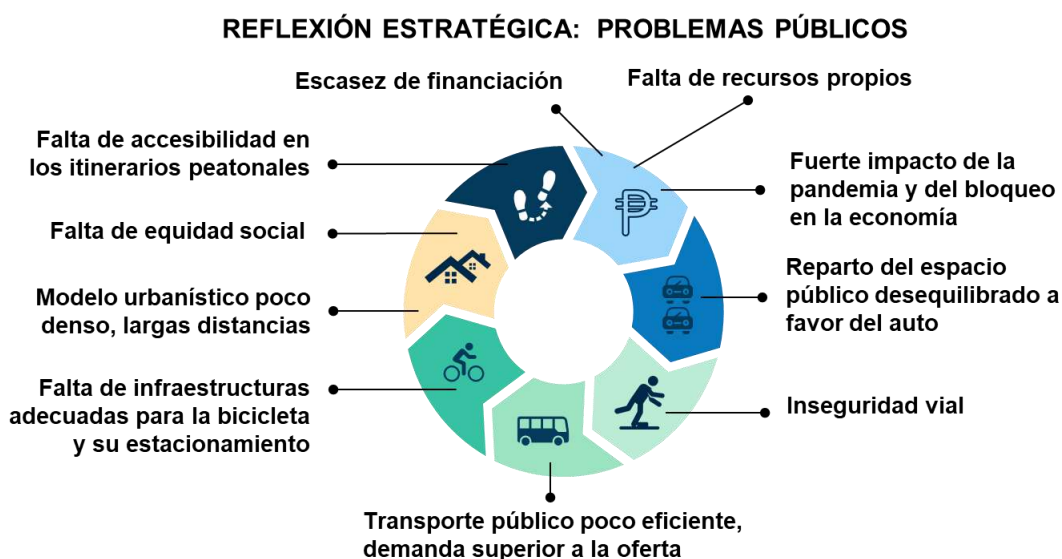 REFLEXIÓN ESTRATÉGICA: PROBLEMAS PÚBLICOS
Escasez de financiación
Falta de recursos propios
Fuerte impacto de la
pandemia y del bloqueo
en la economía
Reparto del espacio
público desequilibrado a
favor del auto
Inseguridad vial
Transporte público poco eficiente,
demanda superior a la oferta
Falta de infraestructuras
adecuadas para la bicicleta
y su estacionamiento
Modelo urbanístico poco
denso, largas distancias
Falta de equidad social
Falta de accesibilidad en
los itinerarios peatonales